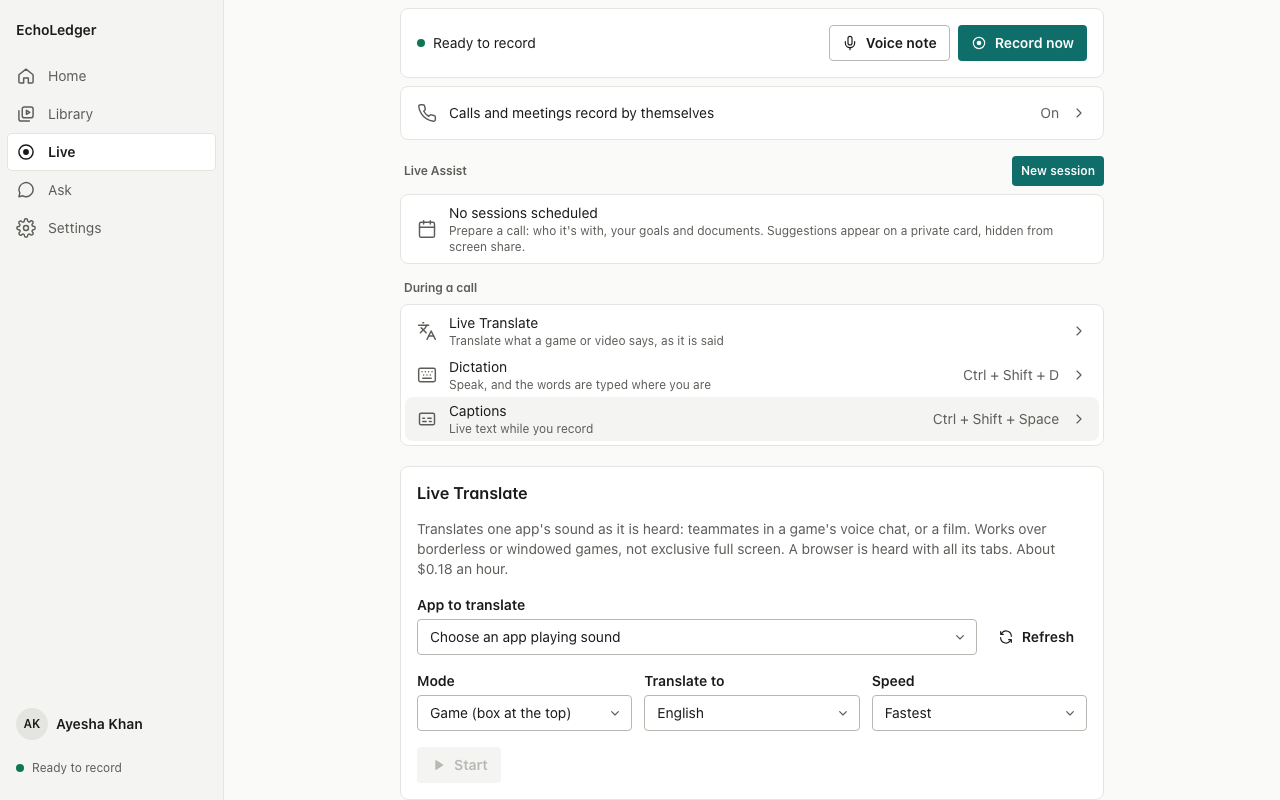 EchoLedger
Home
Library
Live
Ask
Settings
AK
Ayesha Khan
Ready to record
Ready to record
Voice note
Record now
Calls and meetings record by themselves
On
Live Assist
New session
No sessions scheduled
Prepare a call: who it's with, your goals and documents. Suggestions appear on a private card, hidden from
screen share.
During a call
Live Translate
Translate what a game or video says, as it is said
Dictation
Speak, and the words are typed where you are
Ctrl + Shift + D
Captions
Live text while you record
Ctrl + Shift + Space
Live Translate
Translates one app's sound as it is heard: teammates in a game's voice chat, or a film. Works over
borderless or windowed games, not exclusive full screen. A browser is heard with all its tabs. About
$0.18 an hour.
App to translate
Choose an app playing sound
Refresh
Mode
Translate to
Speed
Game (box at the top)
English
Fastest
Start